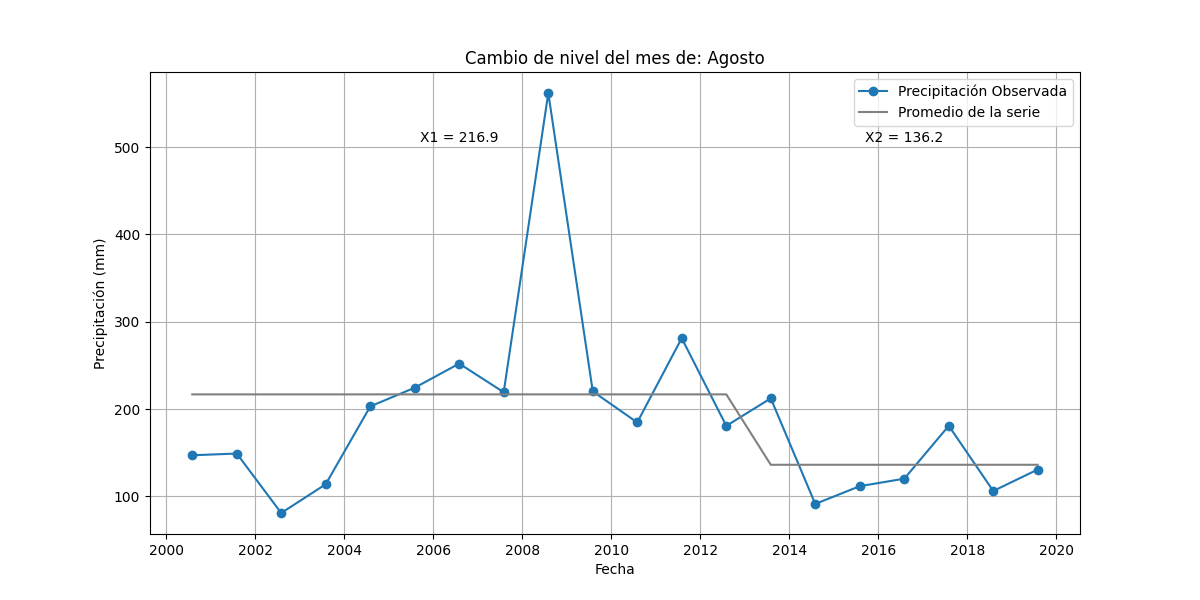 Cambio de nivel del mes de: Agosto
Precipitación Observada
Promedio de la serie
X1 = 216.9
X2 = 136.2
Precipitación (mm)
500
400
300
200
100
2000 2002 2004 2006 2008 2010 2012 2014 2016 2018 2020
Fecha